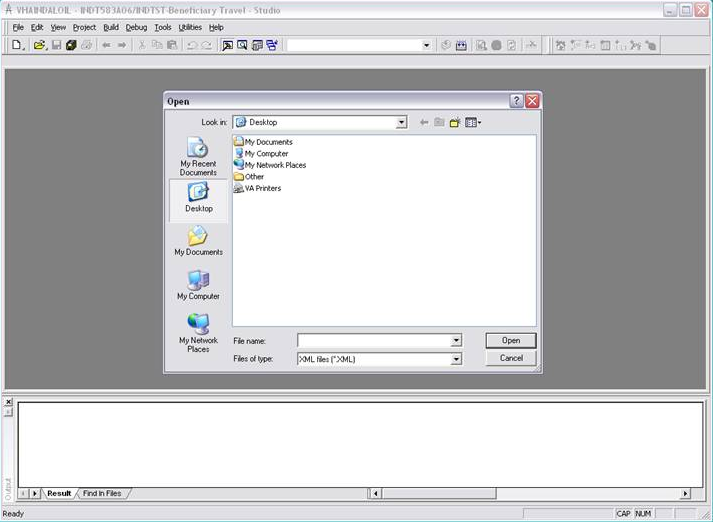 VHAINDALOIL - INDT583A06/INDTST-Beneficiary Travel - Studio
File Edit View Project Build Debug Tools Utilities Help
Open
Look in: Desktop
My Recent Documents
Desktop
My Documents
My Computer
My Network Places
My Documents
My Computer
My Network Places
Other
VA Printers
File name:
Open
Files of type: XML files (*.XML)
Cancel
Output
Result Find In Files
Ready CAP NUM